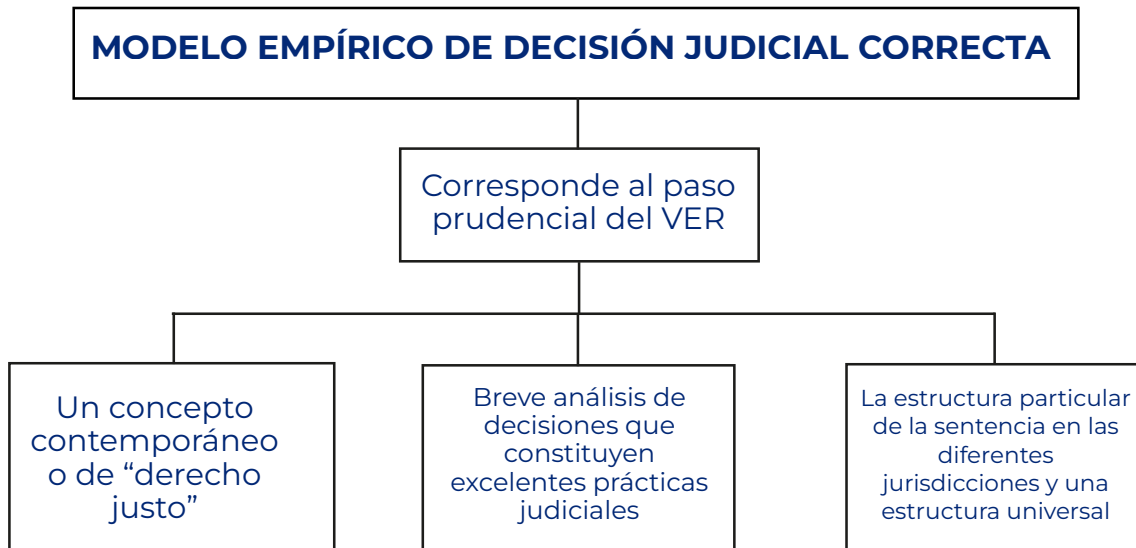 MODELO EMPÍRICO DE DECISIÓN JUDICIAL CORRECTA
Corresponde al paso
prudencial del VER
Un concepto
contemporáneo
o de “derecho
justo”
Breve análisis de
decisiones que
constituyen
excelentes prácticas
judiciales
La estructura particular
de la sentencia en las
diferentes
jurisdicciones y una
estructura universal